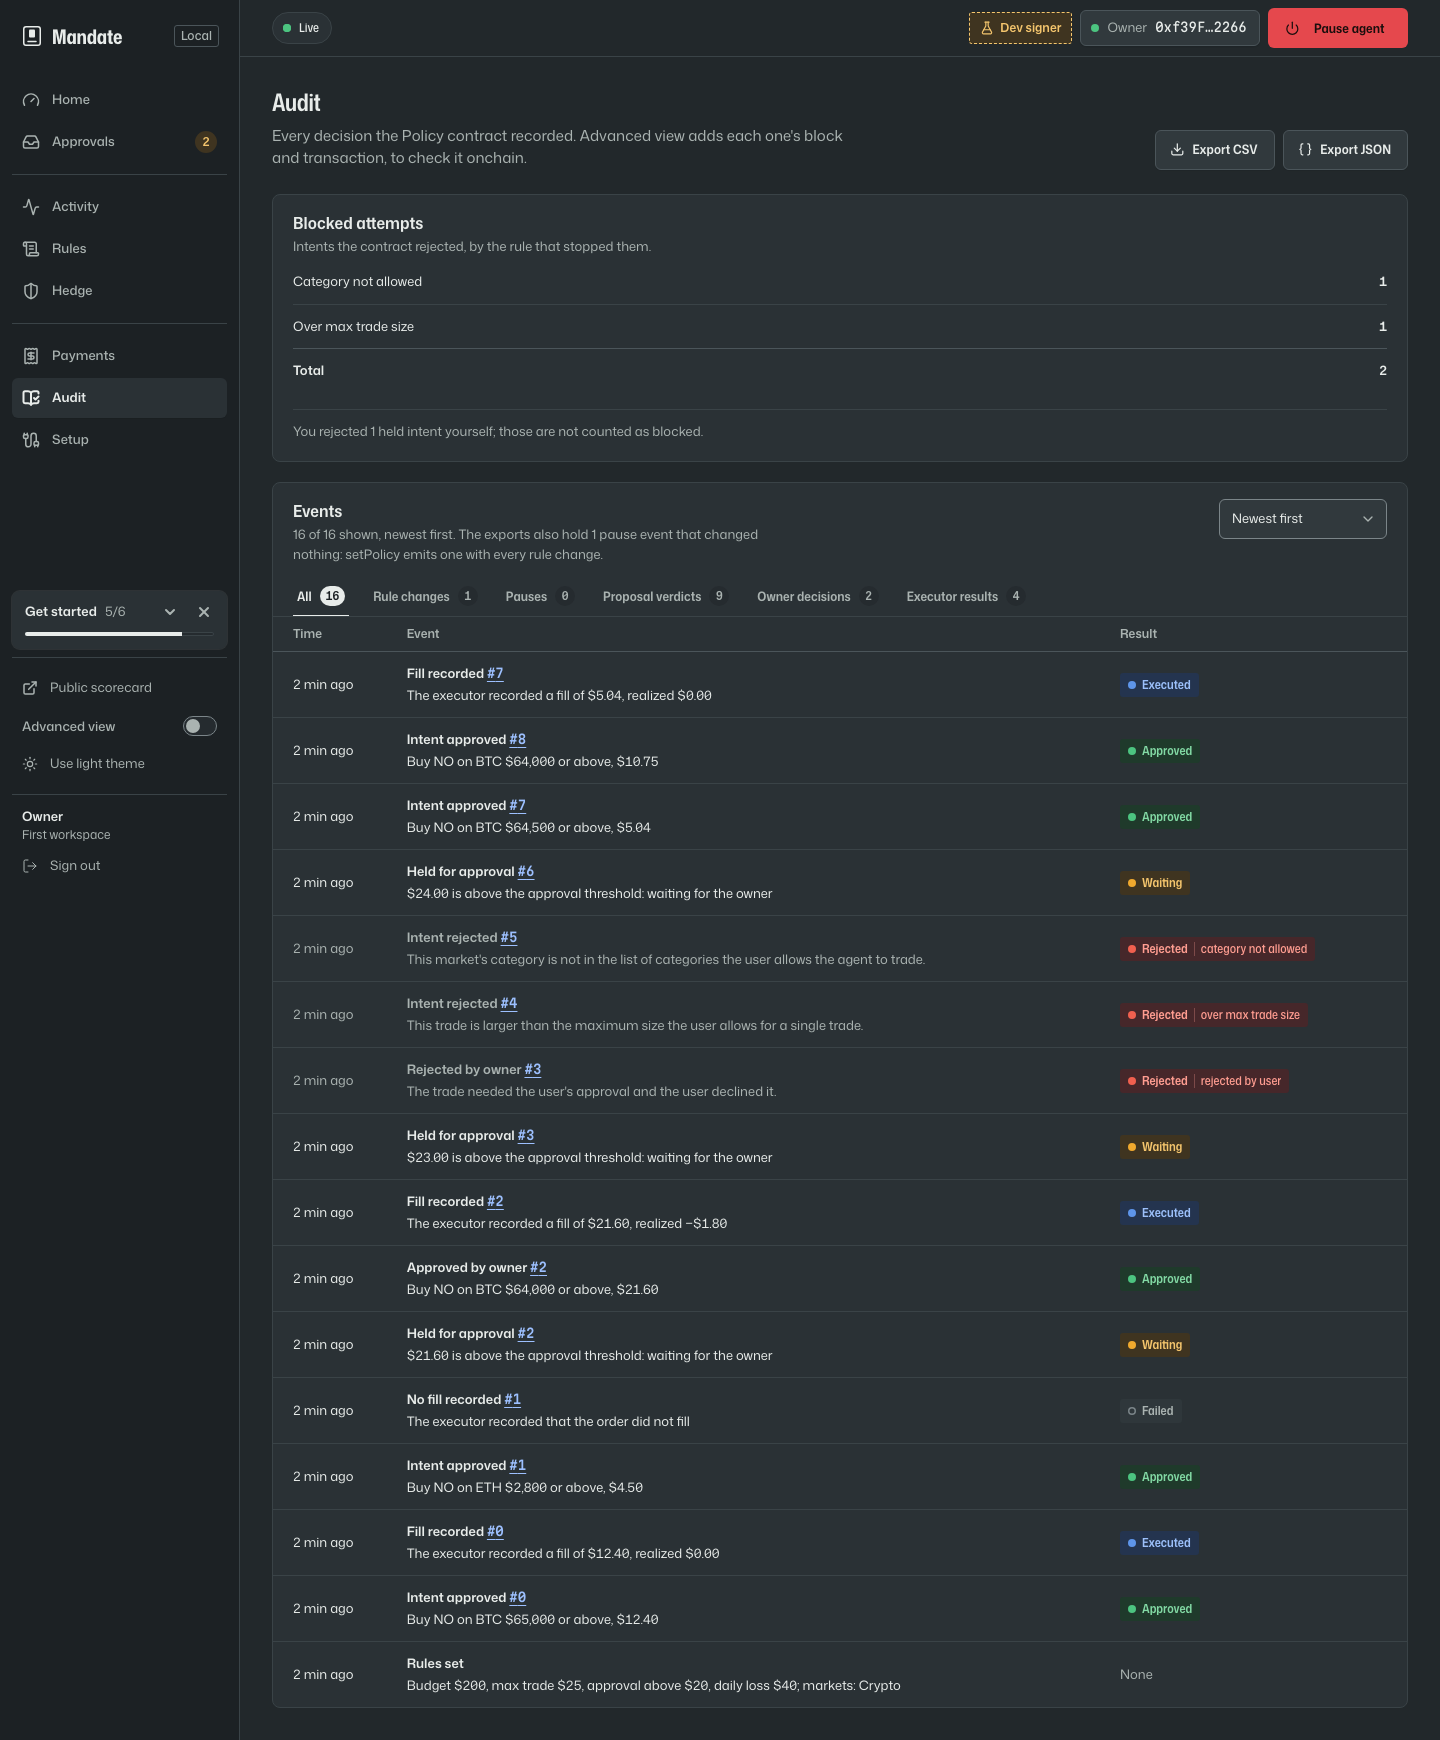 Mandate
Local
Home
Approvals 2
Activity
Rules
Hedge
Payments
Audit
Setup
Get started 5/6
Public scorecard
Advanced view
Use light theme
Owner
First workspace
Sign out
Live
Dev signer
Owner 0xf39F…2266
Pause agent
Audit
Every decision the Policy contract recorded. Advanced view adds each one's block
and transaction, to check it onchain.
Export CSV
Export JSON
Blocked attempts
Intents the contract rejected, by the rule that stopped them.
Category not allowed 1
Over max trade size 1
Total 2
You rejected 1 held intent yourself; those are not counted as blocked.
Events
16 of 16 shown, newest first. The exports also hold 1 pause event that changed
nothing: setPolicy emits one with every rule change.
Newest first
All 16 Rule changes 1 Pauses 0 Proposal verdicts 9 Owner decisions 2 Executor results 4
Time Event Result
Fill recorded #7
2 min ago Executed
The executor recorded a fill of $5.04, realized $0.00
Intent approved #8
2 min ago Approved
Buy NO on BTC $64,000 or above, $10.75
Intent approved #7
2 min ago Approved
Buy NO on BTC $64,500 or above, $5.04
Held for approval #6
2 min ago Waiting
$24.00 is above the approval threshold: waiting for the owner
Intent rejected #5
2 min ago Rejected category not allowed
This market's category is not in the list of categories the user allows the agent to trade.
Intent rejected #4
2 min ago Rejected over max trade size
This trade is larger than the maximum size the user allows for a single trade.
Rejected by owner #3
2 min ago Rejected rejected by user
The trade needed the user's approval and the user declined it.
Held for approval #3
2 min ago Waiting
$23.00 is above the approval threshold: waiting for the owner
Fill recorded #2
2 min ago Executed
The executor recorded a fill of $21.60, realized −$1.80
Approved by owner #2
2 min ago Approved
Buy NO on BTC $64,000 or above, $21.60
Held for approval #2
2 min ago Waiting
$21.60 is above the approval threshold: waiting for the owner
No fill recorded #1
2 min ago Failed
The executor recorded that the order did not fill
Intent approved #1
2 min ago Approved
Buy NO on ETH $2,800 or above, $4.50
Fill recorded #0
2 min ago Executed
The executor recorded a fill of $12.40, realized $0.00
Intent approved #0
2 min ago Approved
Buy NO on BTC $65,000 or above, $12.40
Rules set
2 min ago None
Budget $200, max trade $25, approval above $20, daily loss $40; markets: Crypto